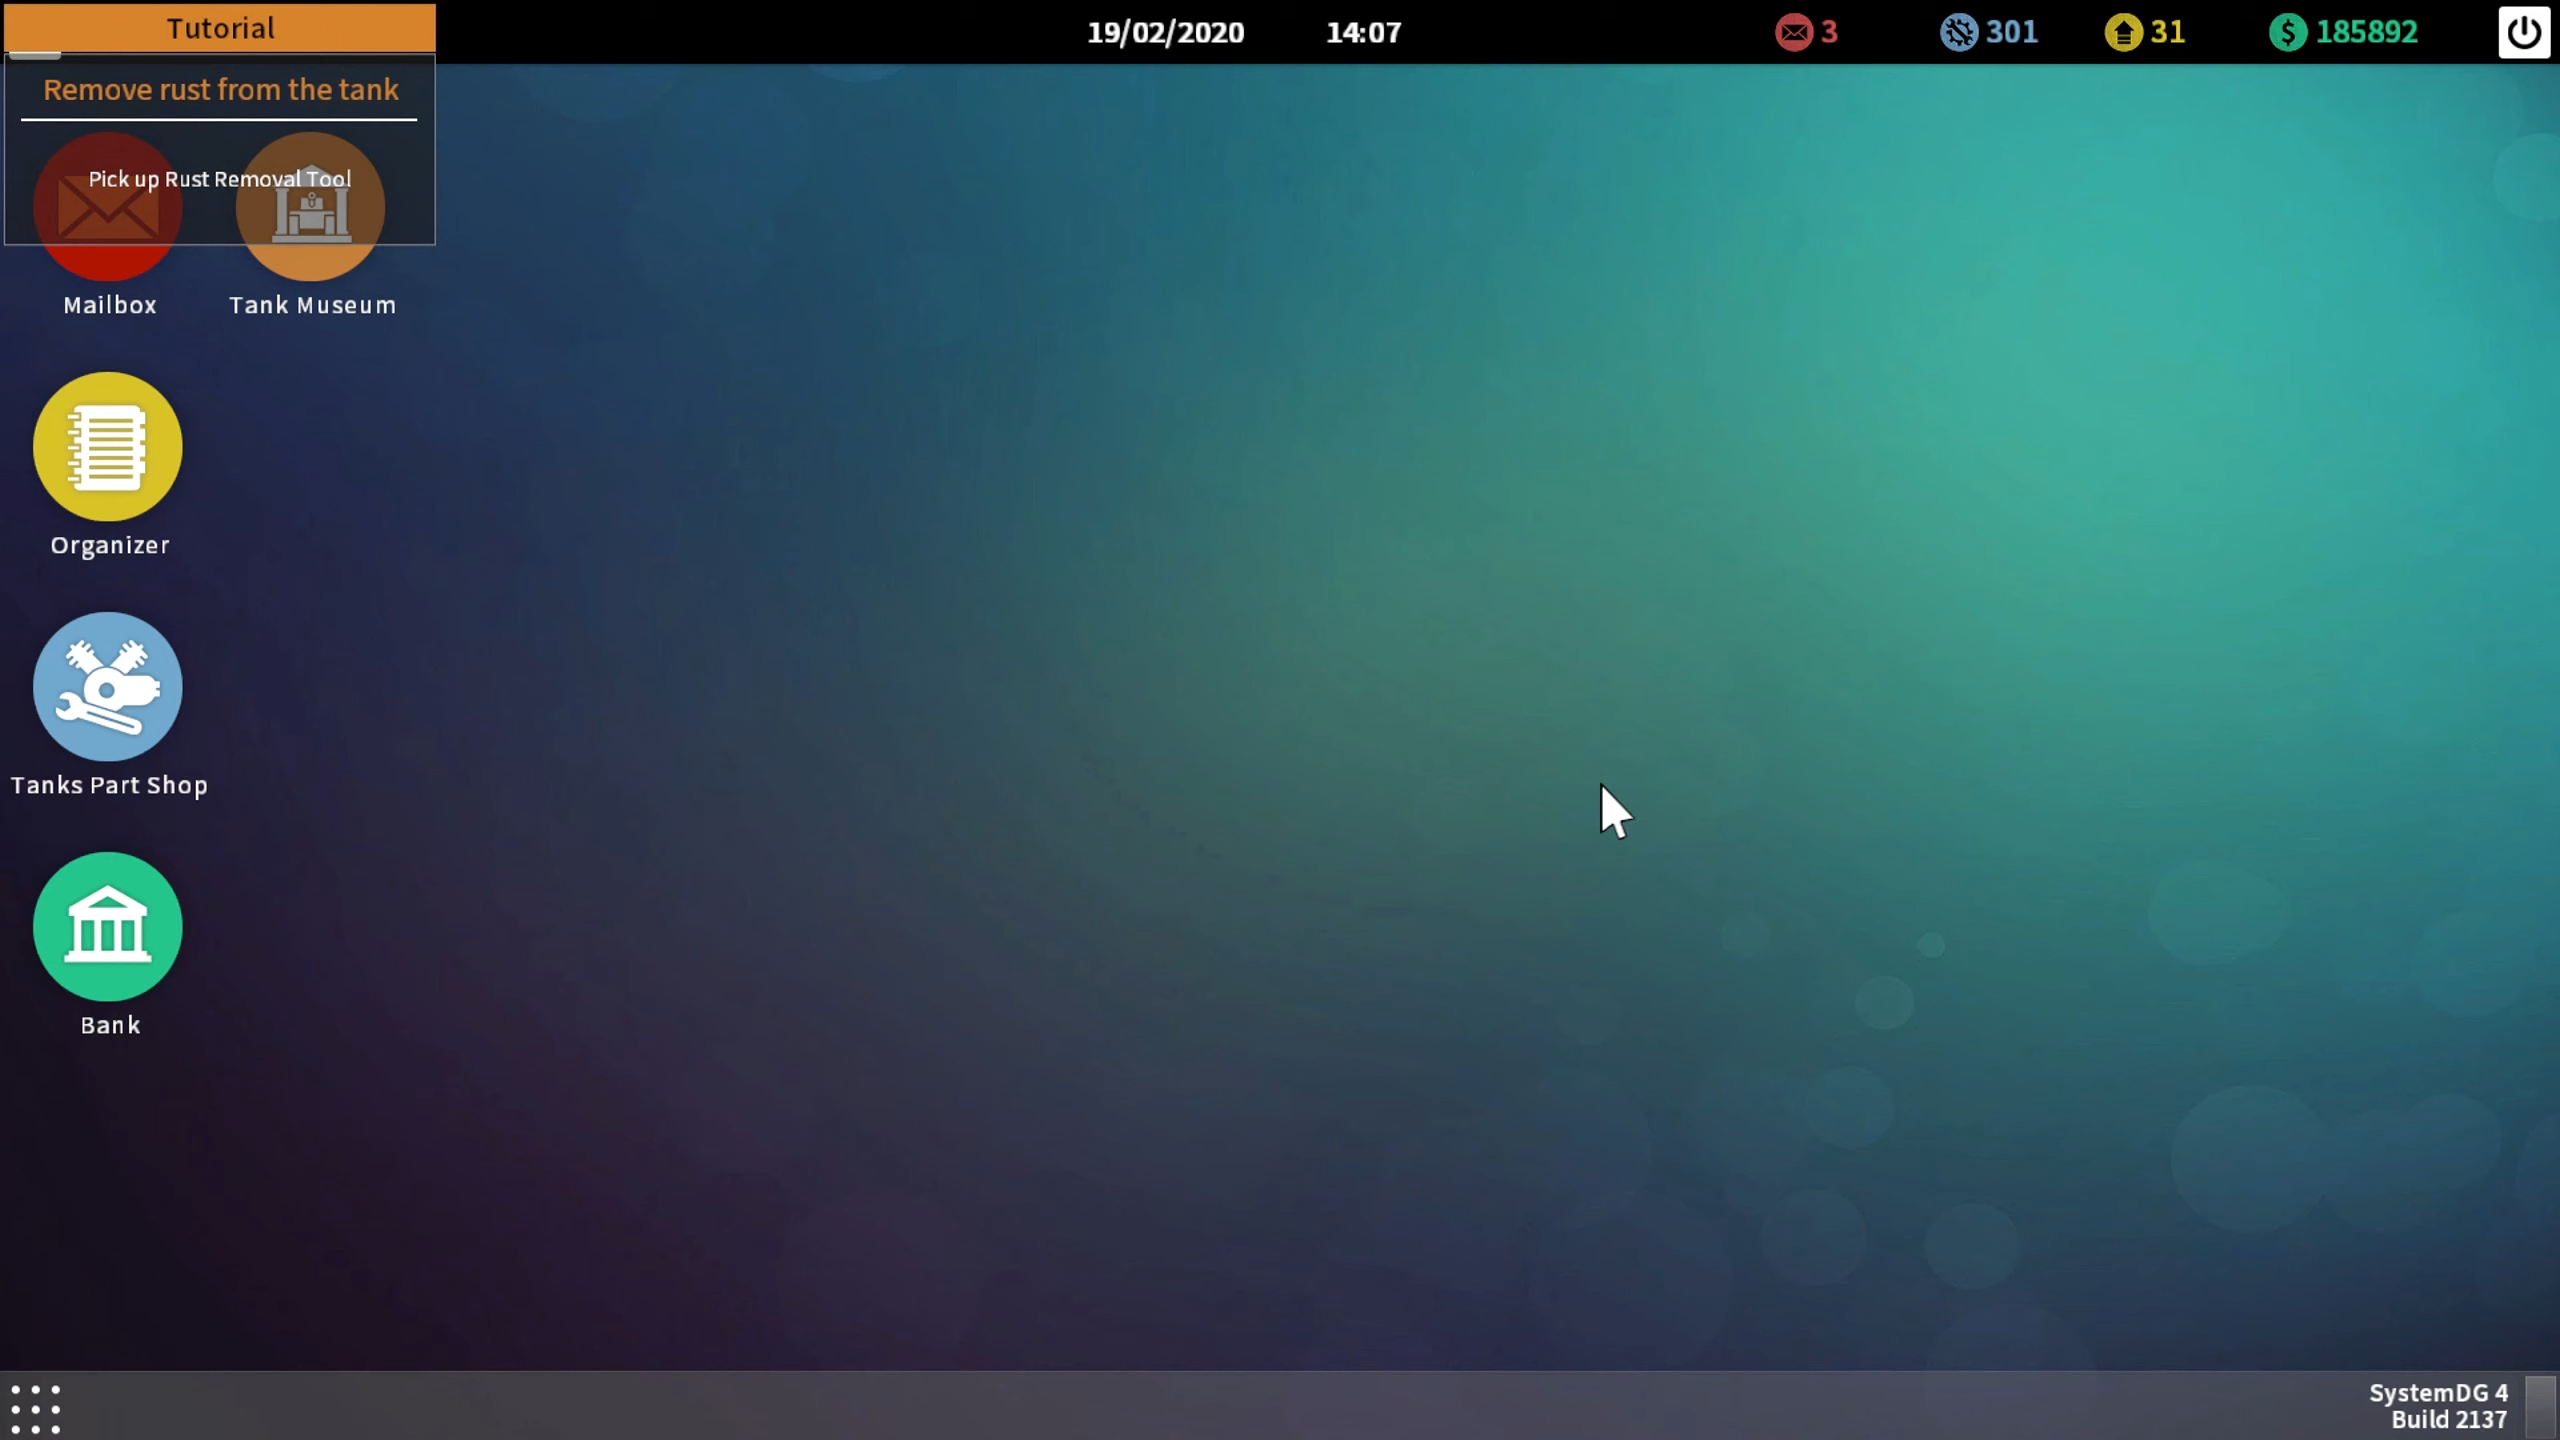 Tutorial
19/02/2020 14:07 3 301 31 185892
Remove rust from the tank
Pick up Rust Removal Tool
Mailbox Tank Museum
Organizer
Tanks Part Shop
Bank
SystemDG 4
Build 2137